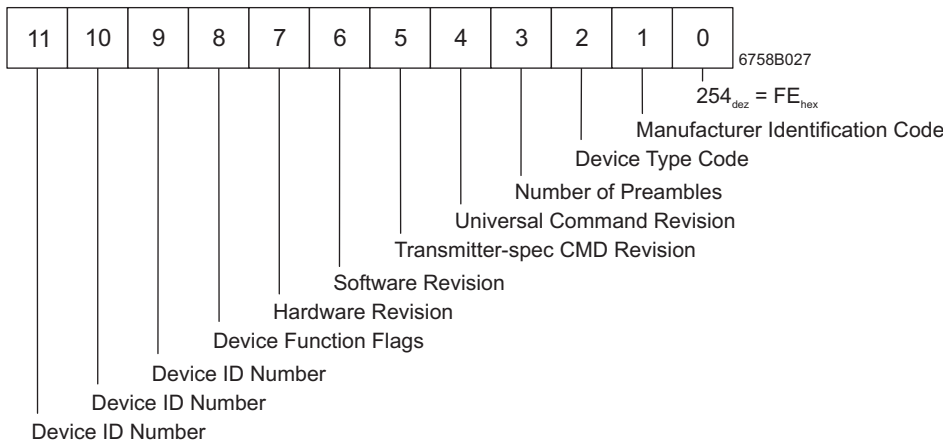 11 10 9 8 7 6 5 4 3 2 1 0
6758B027
254dez = FEhex
Manufacturer Identification Code
Device Type Code
Number of Preambles
Universal Command Revision
Transmitter-spec CMD Revision
Software Revision
Hardware Revision
Device Function Flags
Device ID Number
Device ID Number
Device ID Number